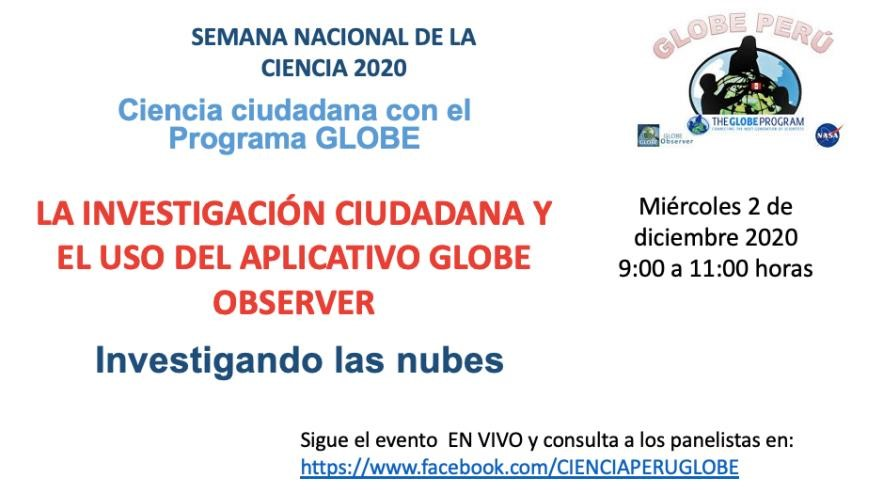 SEMANA NACIONAL DE LA
CIENCIA 2020
Ciencia ciudadana con el
Programa GLOBE
GLOBE PERÚ
THE GLOBE PROGRAM
CONNECTING THE NEXT GENERATION OF SCIENTISTS
GLOBE
GLOBE
Observer
NASA
LA INVESTIGACIÓN CIUDADANA Y
EL USO DEL APLICATIVO GLOBE
OBSERVER
Investigando las nubes
Miércoles 2 de
diciembre 2020
9:00 a 11:00 horas
Sigue el evento  EN VIVO y consulta a los panelistas en:
https://www.facebook.com/CIENCIAPERUGLOBE